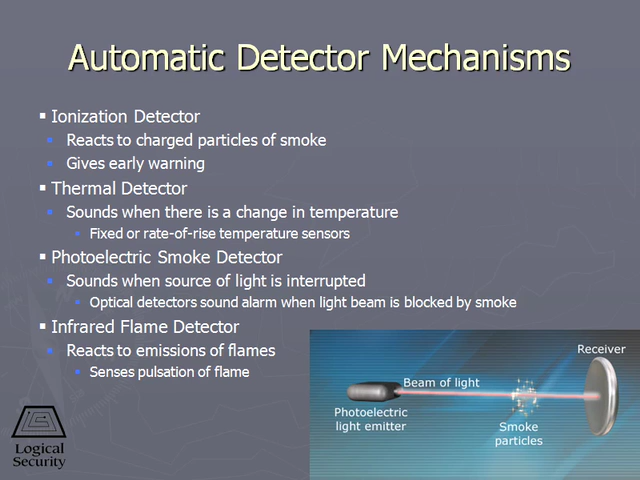 Automatic Detector Mechanisms
Ionization Detector
Reacts to charged particles of smoke
Gives early warning
Thermal Detector
Sounds when there is a change in temperature
Fixed or rate-of-rise temperature sensors
Photoelectric Smoke Detector
Sounds when source of light is interrupted
Optical detectors sound alarm when light beam is blocked by smoke
Infrared Flame Detector
Reacts to emissions of flames
Senses pulsation of flame
Receiver
Beam of light
Photoelectric
light emitter
Smoke
particles
Logical
Security